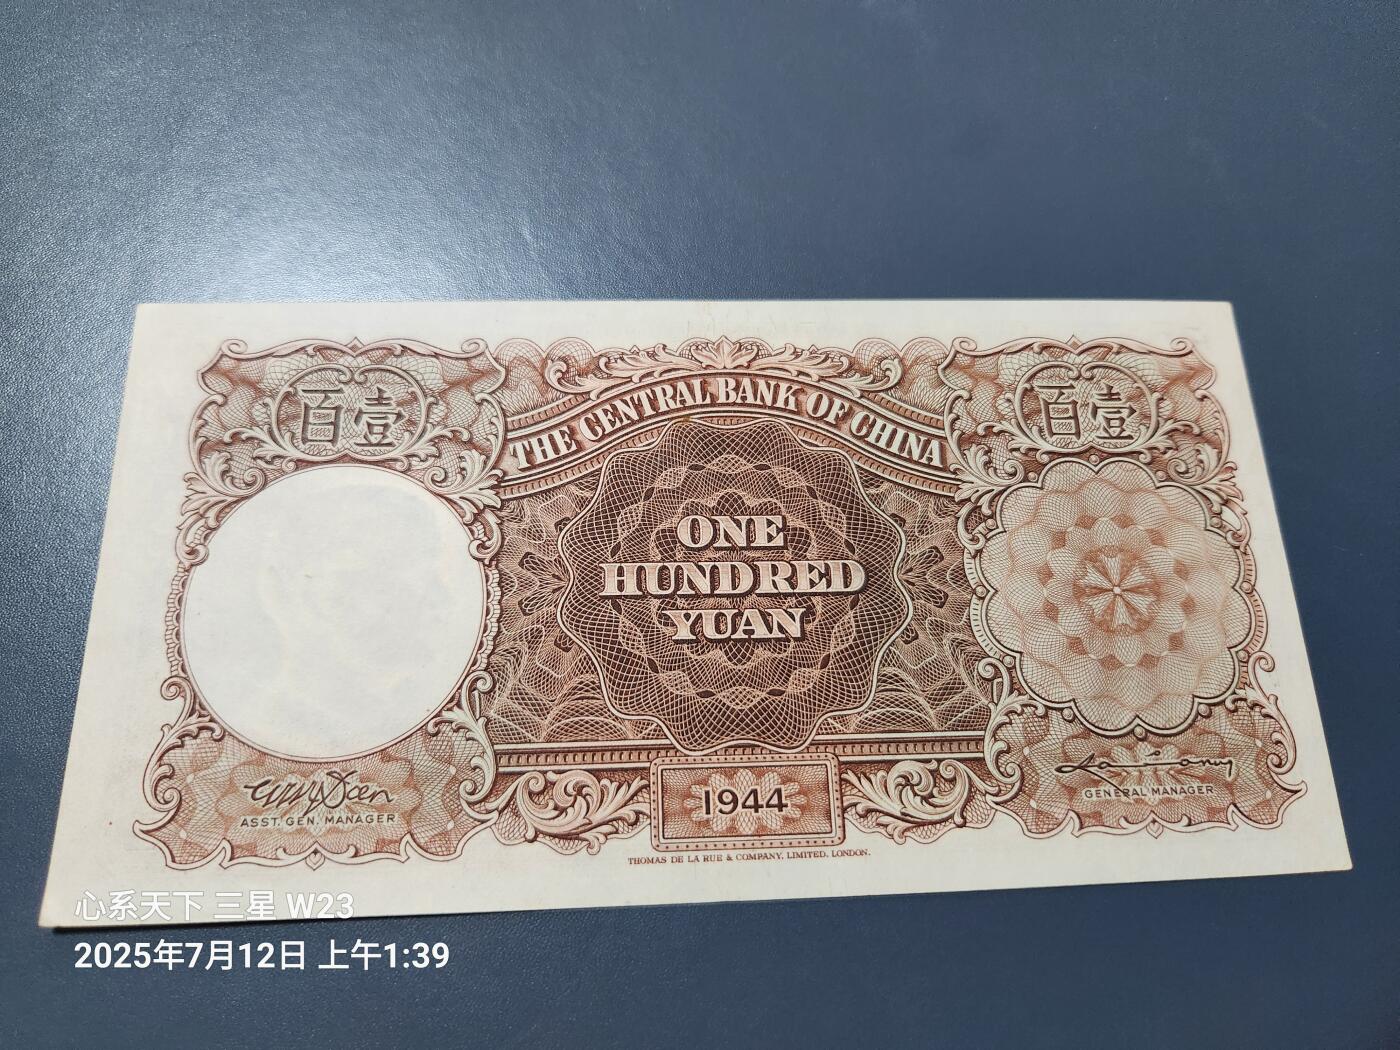 THE CENTRAL BANK OF CHINA
百壹
百壹
ONE
HUNDRED
YUAN
ASST. GEN. MANAGER
GENERAL MANAGER
1944
THOMAS DE LA RUE & COMPANY, LIMITED, LONDON.
心系天下 三星 W23
2025年7月12日 上午1:39